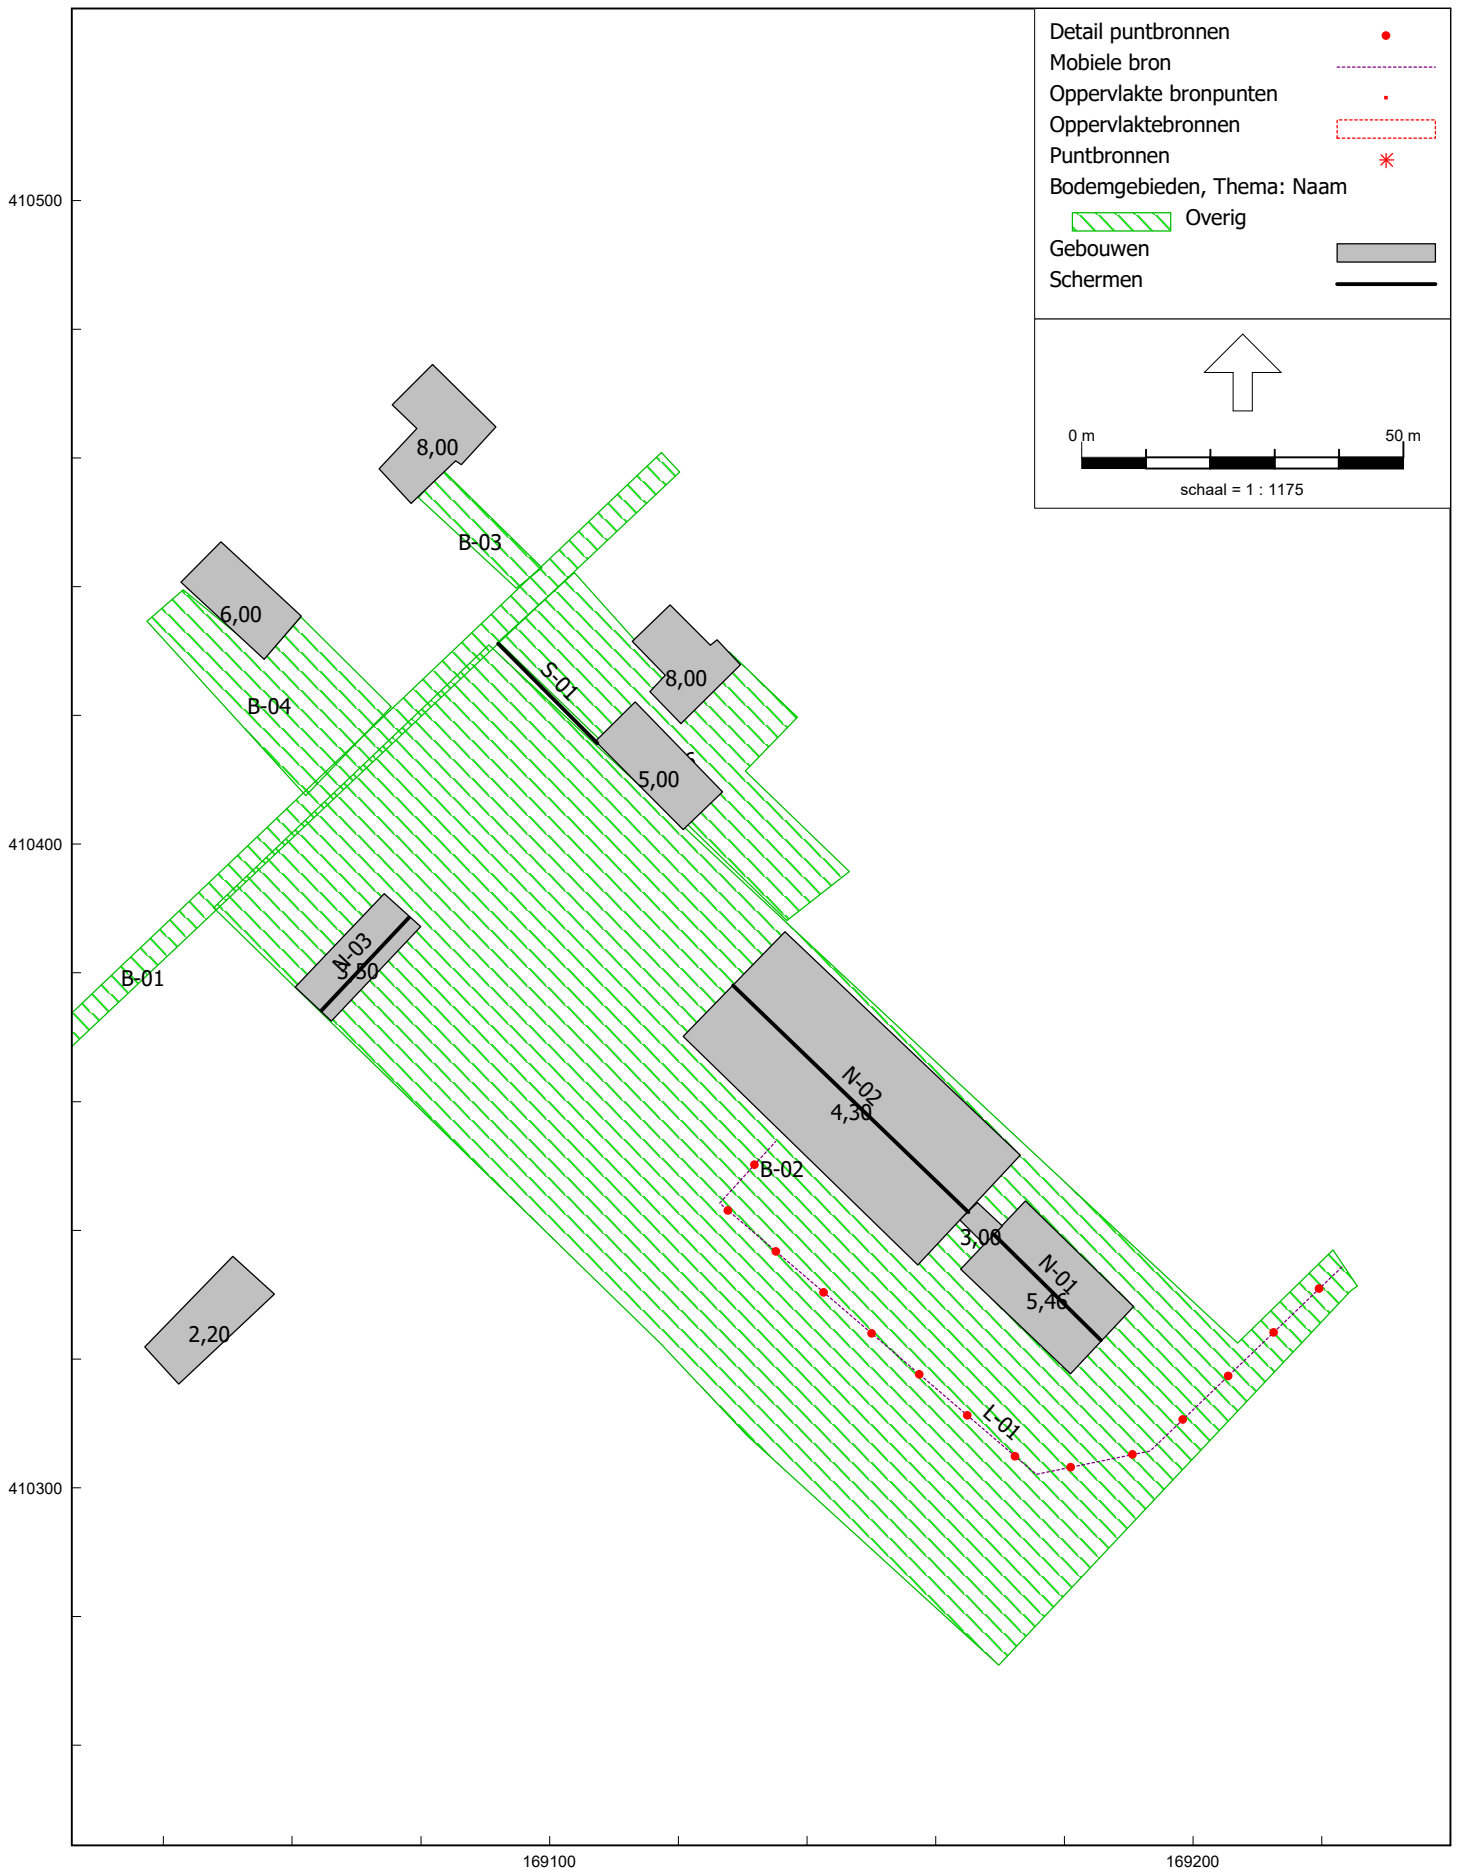 Detail puntbronnen
Mobiele bron
Oppervlakte bronpunten
Oppervlaktebronnen
Puntbronnen
Bodemgebieden, Thema: Naam
Overig
Gebouwen
Schermen
0 m
50 m
schaal = 1 : 1175
410500
8,00
B-03
6,00
B-04
S-01
8,00
5,00
410400
N-03
3,50
B-01
N-02
4,30
B-02
3,00
N-01
5,46
2,20
L-01
410300
169100
169200